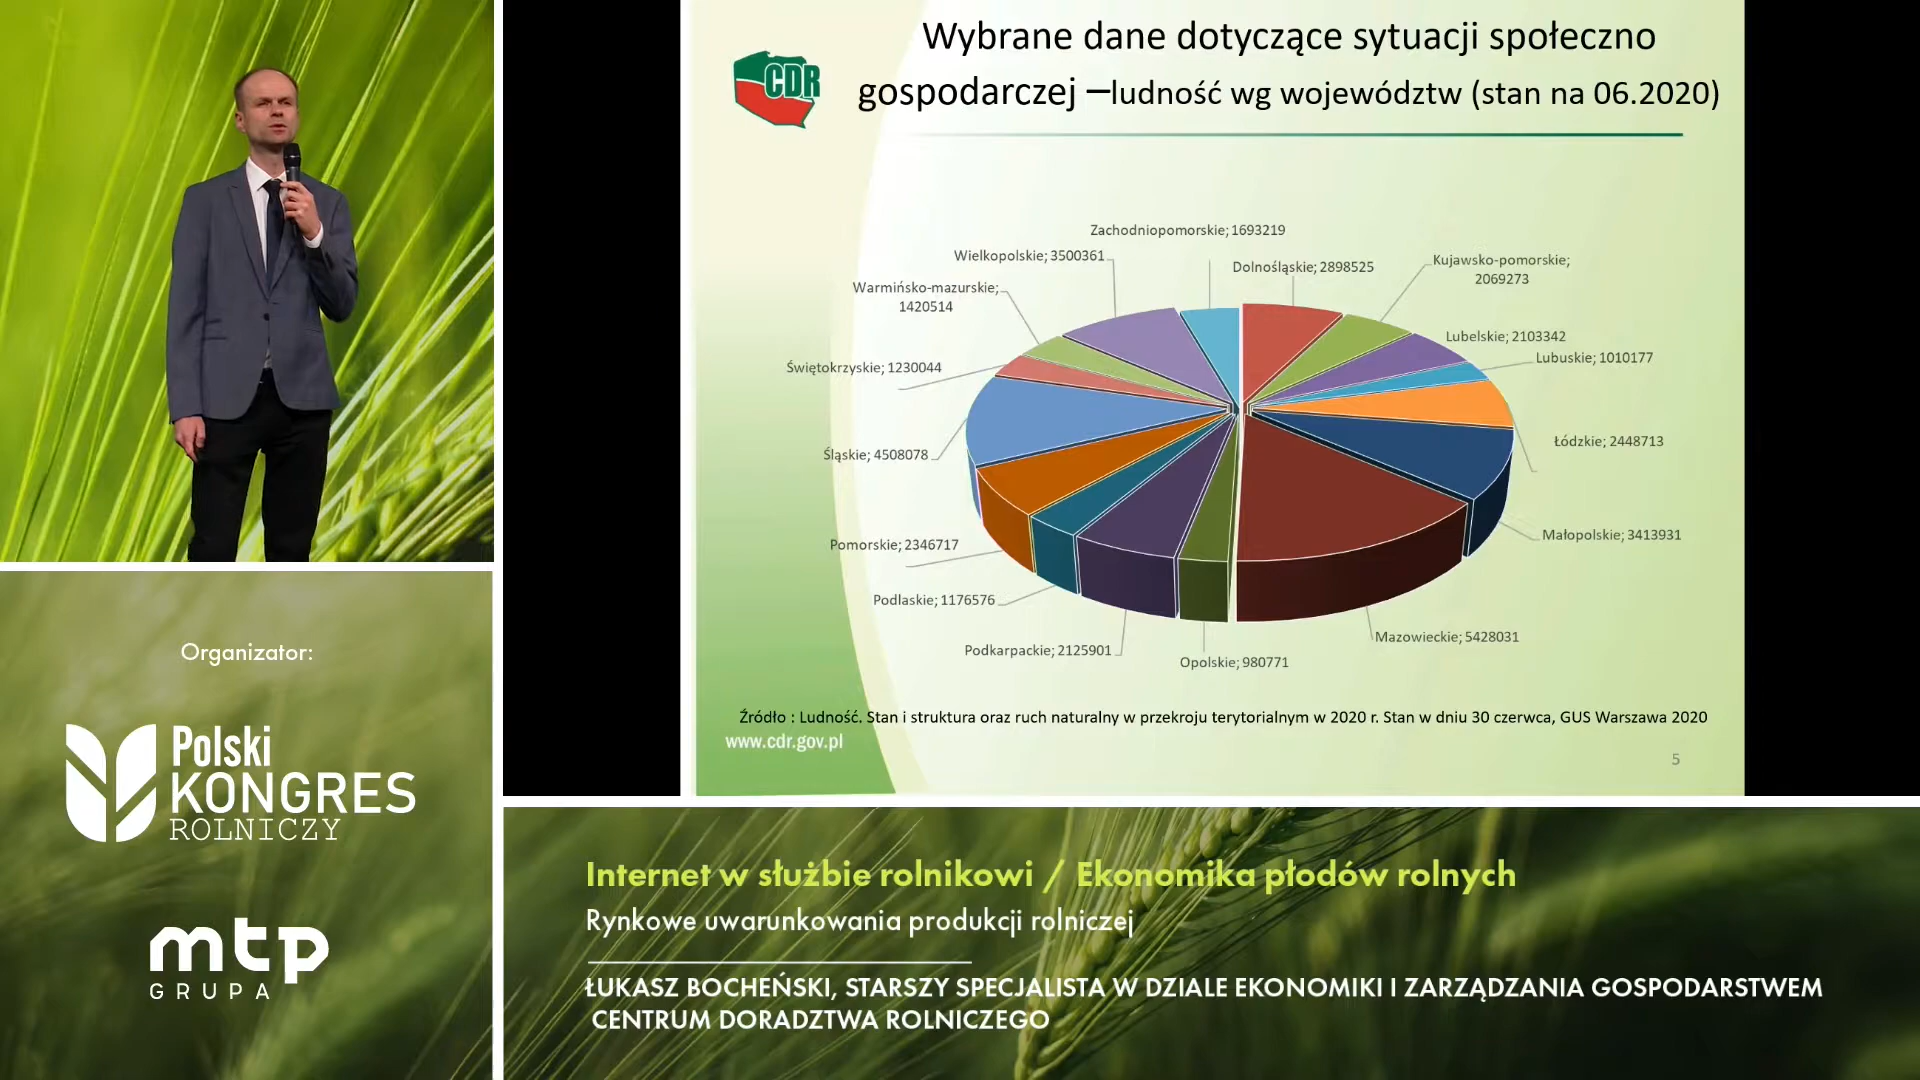 Wybrane dane dotyczące sytuacji społeczno
gospodarczej –ludność wg województw (stan na 06.2020)
CDR
Zachodniopomorskie; 1693219
Wielkopolskie; 3500361
Dolnośląskie; 2898525
Kujawsko-pomorskie;
2069273
Warmińsko-mazurskie;
1420514
Lubelskie; 2103342
Lubuskie; 1010177
Świętokrzyskie; 1230044
Łódzkie; 2448713
Śląskie; 4508078
Małopolskie; 3413931
Pomorskie; 2346717
Podlaskie; 1176576
Mazowieckie; 5428031
Podkarpackie; 2125901
Opolskie; 980771
Źródło : Ludność. Stan i struktura oraz ruch naturalny w przekroju terytorialnym w 2020 r. Stan w dniu 30 czerwca, GUS Warszawa 2020
www.cdr.gov.pl
5
Organizator:
Polski
KONGRES
ROLNICZY
mtp
GRUPA
Internet w służbie rolnikowi / Ekonomika płodów rolnych
Rynkowe uwarunkowania produkcji rolniczej
ŁUKASZ BOCHEŃSKI, STARSZY SPECJALISTA W DZIALE EKONOMIKI I ZARZĄDZANIA GOSPODARSTWEM
CENTRUM DORADZTWA ROLNICZEGO